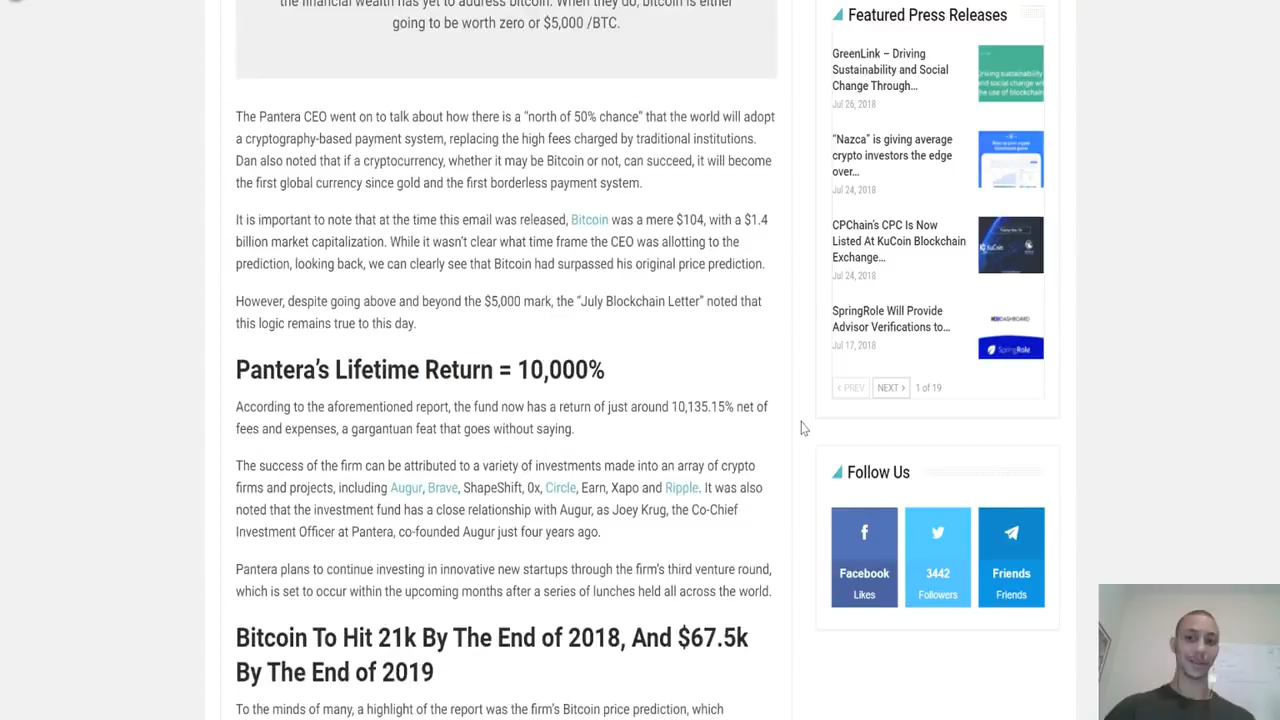 the financial wealth has yet to address bitcoin. When they do, bitcoin is either
going to be worth zero or $5,000 /BTC.
The Pantera CEO went on to talk about how there is a “north of 50% chance” that the world will adopt
a cryptography-based payment system, replacing the high fees charged by traditional institutions.
Dan also noted that if a cryptocurrency, whether it may be Bitcoin or not, can succeed, it will become
the first global currency since gold and the first borderless payment system.
It is important to note that at the time this email was released, Bitcoin was a mere $104, with a $1.4
billion market capitalization. While it wasn’t clear what time frame the CEO was allotting to the
prediction, looking back, we can clearly see that Bitcoin had surpassed his original price prediction.
However, despite going above and beyond the $5,000 mark, the “July Blockchain Letter” noted that
this logic remains true to this day.
Pantera’s Lifetime Return = 10,000%
According to the aforementioned report, the fund now has a return of just around 10,135.15% net of
fees and expenses, a gargantuan feat that goes without saying.
The success of the firm can be attributed to a variety of investments made into an array of crypto
firms and projects, including Augur, Brave, ShapeShift, 0x, Circle, Earn, Xapo and Ripple. It was also
noted that the investment fund has a close relationship with Augur, as Joey Krug, the Co-Chief
Investment Officer at Pantera, co-founded Augur just four years ago.
Pantera plans to continue investing in innovative new startups through the firm’s third venture round,
which is set to occur within the upcoming months after a series of lunches held all across the world.
Bitcoin To Hit 21k By The End of 2018, And $67.5k
By The End of 2019
To the minds of many, a highlight of the report was the firm’s Bitcoin price prediction, which
Featured Press Releases
GreenLink – Driving
Sustainability and Social
Change Through...
Jul 26, 2018
Driving sustainability
and social change wi
the use of blockchain
“Nazca” is giving average
crypto investors the edge
over...
Jul 24, 2018
CPChain’s CPC Is Now
Listed At KuCoin Blockchain
Exchange...
Jul 24, 2018
KuCoin
SpringRole Will Provide
Advisor Verifications to...
Jul 17, 2018
DASHBOARD
SpringRole
PREV
NEXT
1 of 19
Follow Us
Facebook
Likes
3442
Followers
Friends
Friends